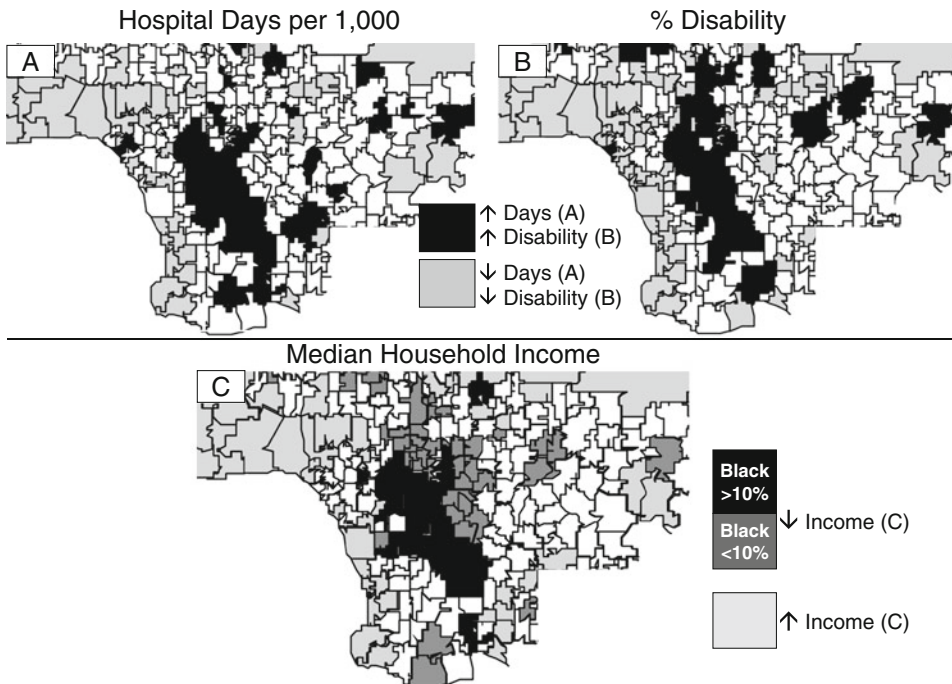 Hospital Days per 1,000
% Disability
A
B
↑ Days (A)
↑ Disability (B)
↓ Days (A)
↓ Disability (B)
Median Household Income
C
Black
>10%
Black
<10%
↓ Income (C)
↑ Income (C)